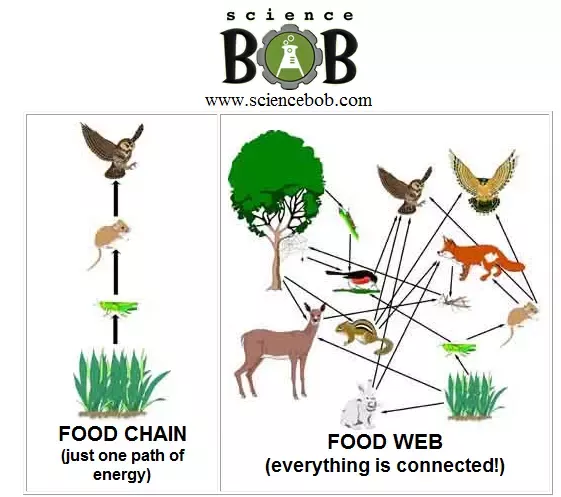 science
BOB
www.sciencebob.com
FOOD CHAIN
(just one path of
energy)
FOOD WEB
(everything is connected!)